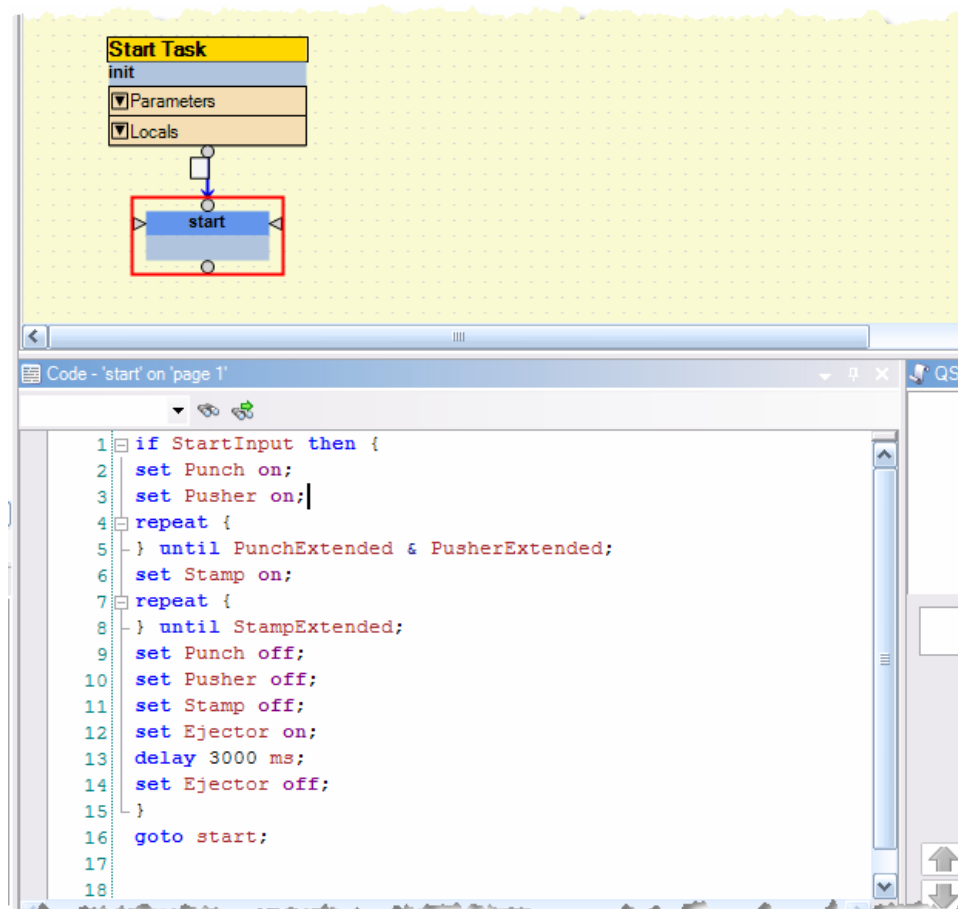 Start Task
init
Parameters
Locals
start
Code - 'start' on 'page 1'
QS
1 if StartInput then {
2 set Punch on;
3 set Pusher on;
4 repeat {
5 } until PunchExtended & PusherExtended;
6 set Stamp on;
7 repeat {
8 } until StampExtended;
9 set Punch off;
10 set Pusher off;
11 set Stamp off;
12 set Ejector on;
13 delay 3000 ms;
14 set Ejector off;
15 }
16 goto start;
17
18